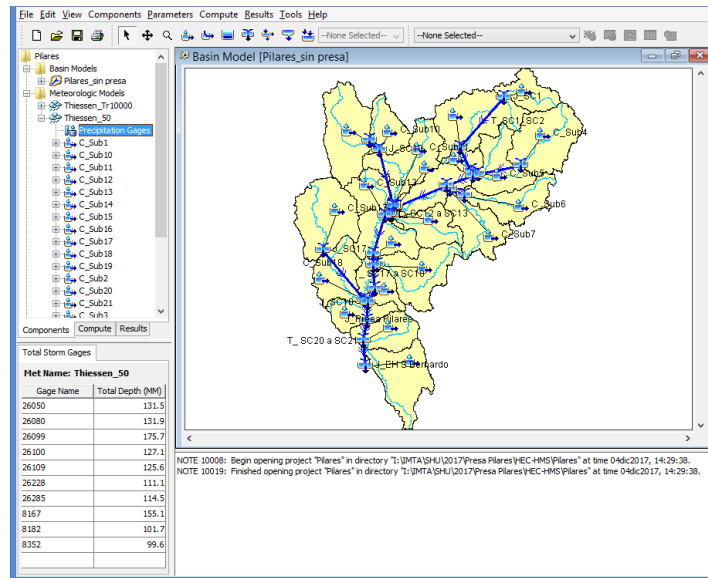 File Edit View Components Parameters Compute Results Tools Help
--None Selected-- --None Selected--
Pilares
Basin Models
Pilares_sin presa
Meteorologic Models
Thiessen_Tr10000
Thiessen_50
Precipitation Gages
C_Sub1
C_Sub10
C_Sub11
C_Sub12
C_Sub13
C_Sub14
C_Sub15
C_Sub16
C_Sub17
C_Sub18
C_Sub19
C_Sub2
C_Sub20
C_Sub21
C_Sub3
Components Compute Results
Total Storm Gages
Met Name: Thiessen_50
Gage Name Total Depth (MM)
26050 131.5
26080 131.9
26099 175.7
26100 127.1
26109 125.6
26228 111.1
26285 114.5
8167 155.1
8182 101.7
8352 99.6
Basin Model [Pilares_sin presa]
J_SC1
C_Sub10
C_Sub4
C_Sub5
C_Sub6
C_Sub7
J_SC17
C_Sub18
J_Presa Pilares
T_ SC20 a SC21
J_EH S Bernardo
NOTE 10008: Begin opening project "Pilares" in directory "I:\IMTA\SHU\2017\Presa Pilares\HEC-HMS\Pilares" at time 04dic2017, 14:29:38.
NOTE 10019: Finished opening project "Pilares" in directory "I:\IMTA\SHU\2017\Presa Pilares\HEC-HMS\Pilares" at time 04dic2017, 14:29:38.